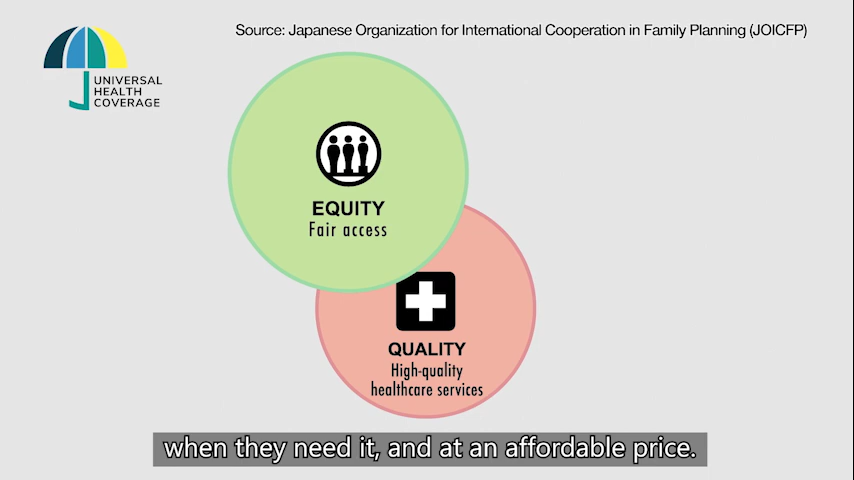 Source: Japanese Organization for International Cooperation in Family Planning (JOICFP)
UNIVERSAL
HEALTH
COVERAGE
EQUITY
Fair access
QUALITY
High-quality
healthcare services
when they need it, and at an affordable price.